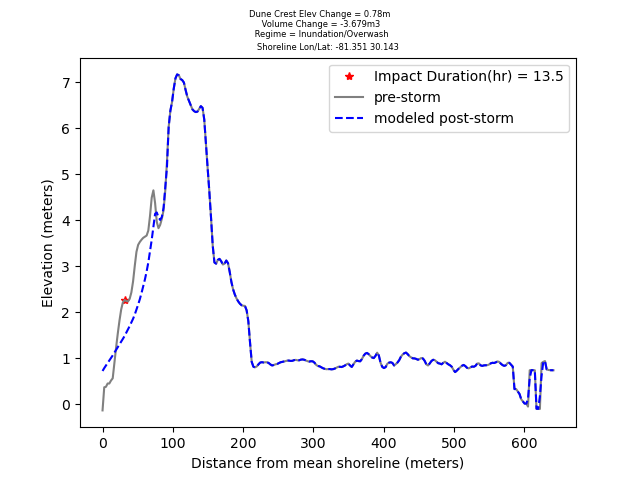 Dune Crest Elev Change = 0.78m
Volume Change = -3.679m3
Regime = Inundation/Overwash
Shoreline Lon/Lat: -81.351 30.143
Impact Duration(hr) = 13.5
pre-storm
modeled post-storm
Elevation (meters)
7
6
5
4
3
2
1
0
0 100 200 300 400 500 600
Distance from mean shoreline (meters)